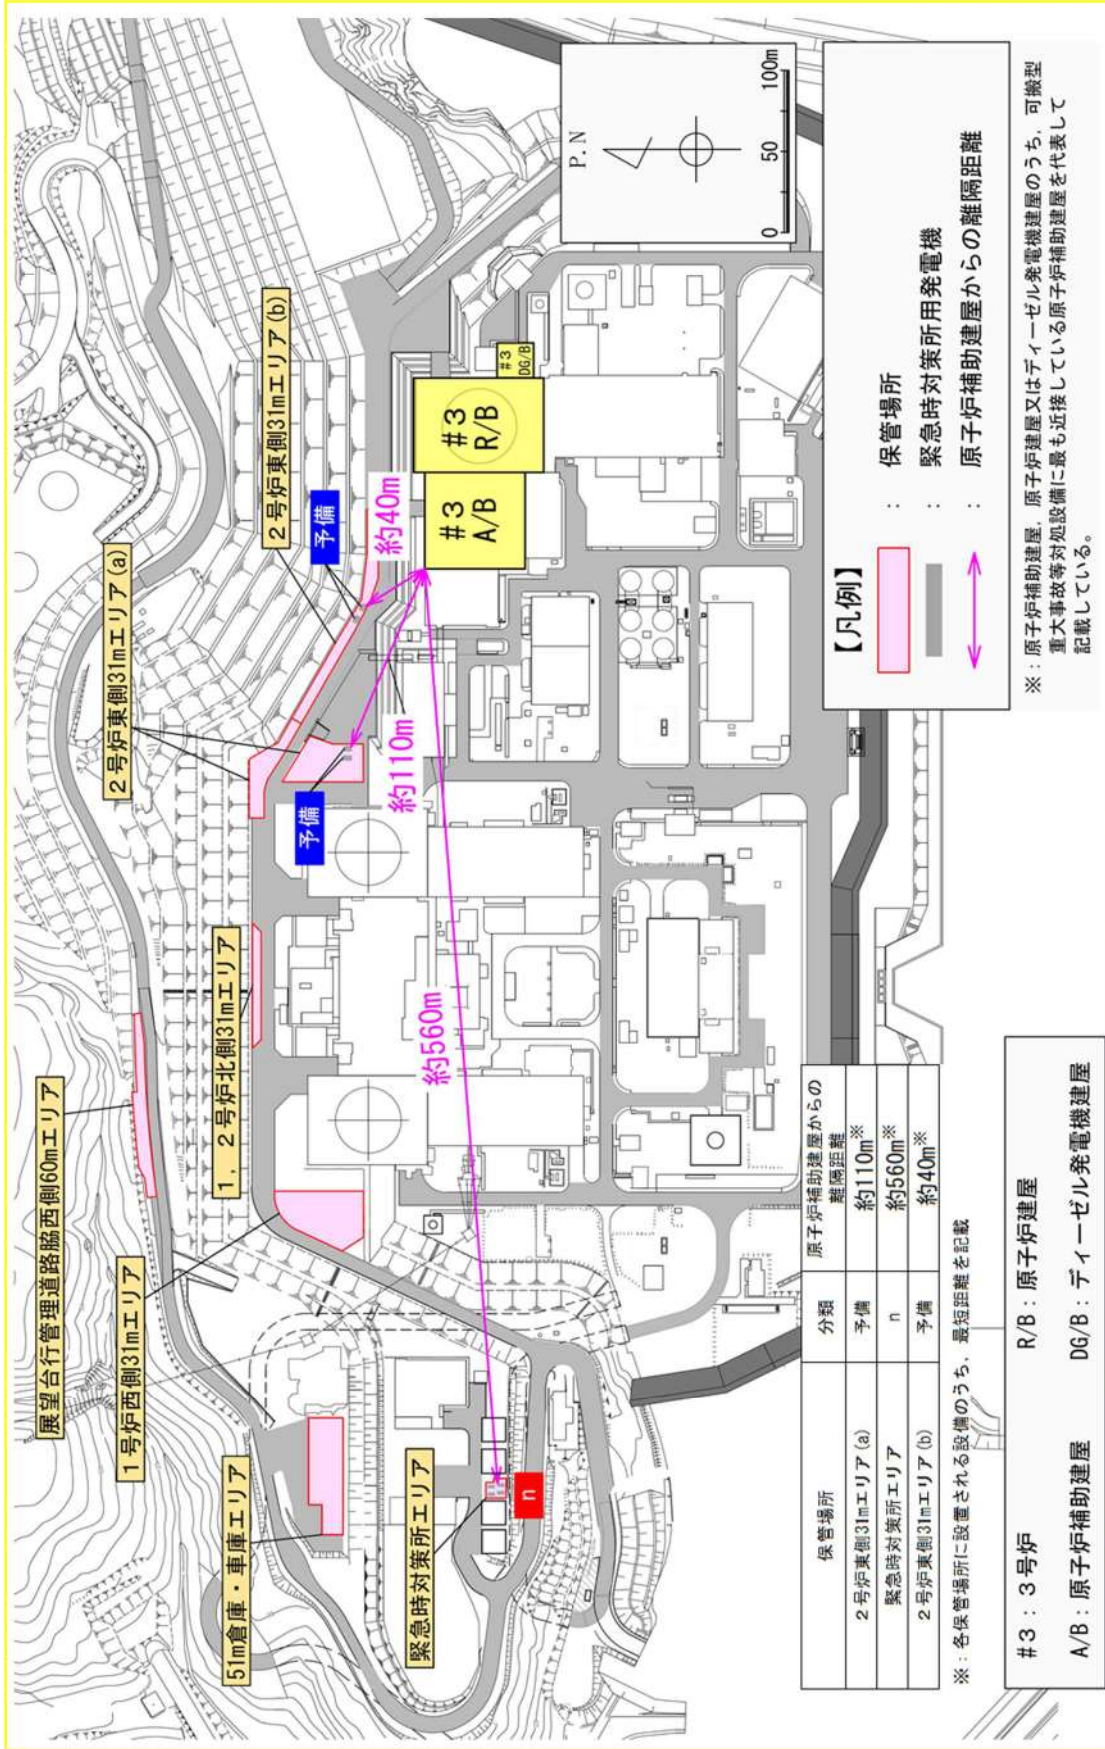 展望台行管理道路脇西側60mエリア
1号炉西側31mエリア
51m倉庫・車庫エリア
緊急時対策所エリア
1，2号炉北側31mエリア
2号炉東側31mエリア(a)
2号炉東側31mエリア(b)
予備
予備
n
約40m
約110m
約560m
#3
A/B
#3
R/B
#3
DG/B
P.N
0 50 100m
【凡例】
： 保管場所
： 緊急時対策所用発電機
： 原子炉補助建屋からの離隔距離
※：原子炉補助建屋，原子炉建屋又はディーゼル発電機建屋のうち，可搬型
重大事故等対処設備に最も近接している原子炉補助建屋を代表して
記載している。
保管場所 分類 原子炉補助建屋からの
離隔距離
2号炉東側31mエリア(a) 予備 約110m※
緊急時対策所エリア n 約560m※
2号炉東側31mエリア(b) 予備 約40m※
※：各保管場所に設置される設備のうち，最短距離を記載
#3：3号炉 R/B：原子炉建屋
A/B：原子炉補助建屋 DG/B：ディーゼル発電機建屋